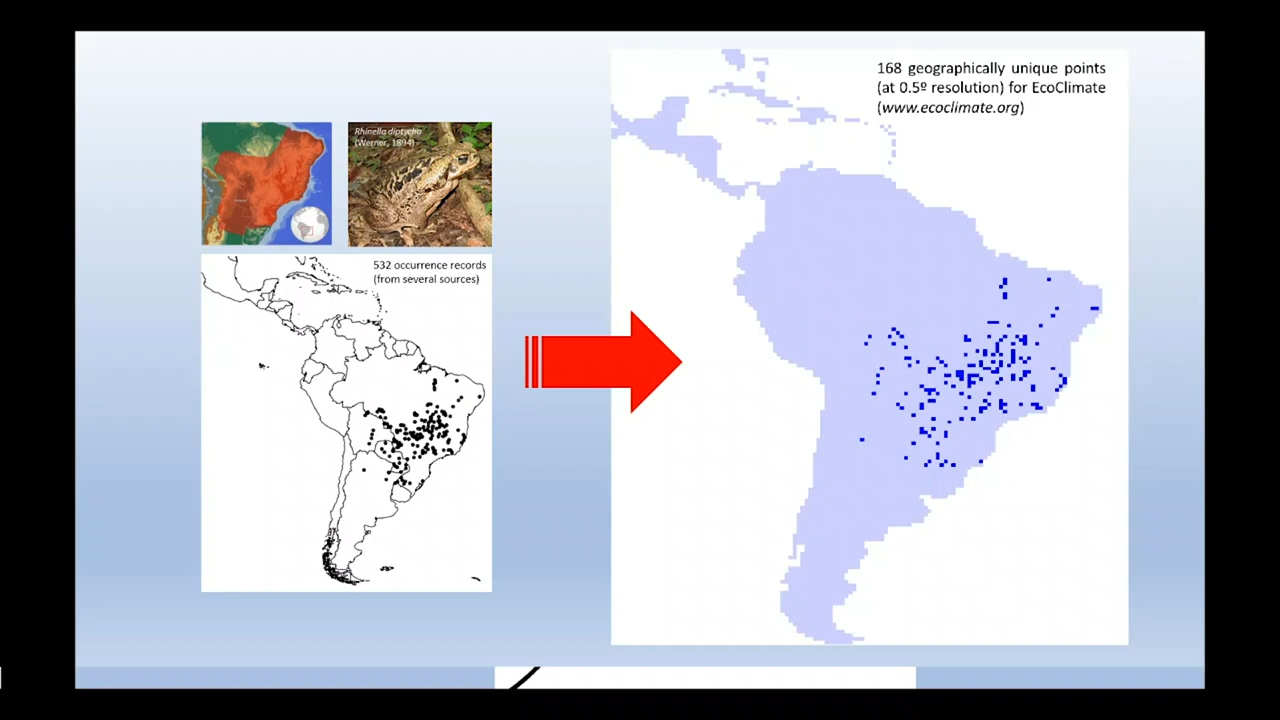 Rhinella diptycha
(Werner, 1894)
532 occurrence records
(from several sources)
168 geographically unique points
(at 0.5º resolution) for EcoClimate
(www.ecoclimate.org)